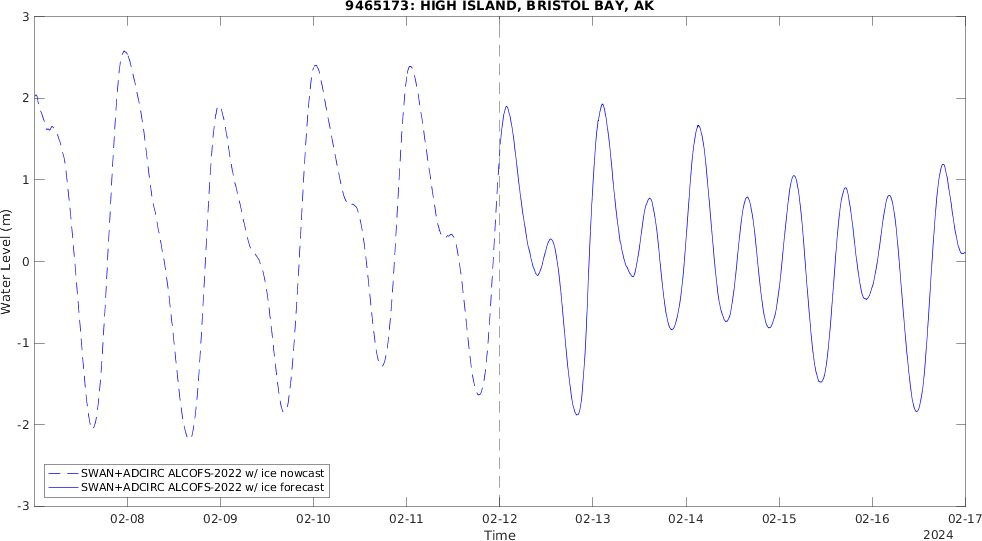 9465173: HIGH ISLAND, BRISTOL BAY, AK
3
2
1
0
-1
-2
-3
Water Level (m)
SWAN+ADCIRC ALCOFS-2022 w/ ice nowcast
SWAN+ADCIRC ALCOFS-2022 w/ ice forecast
02-08 02-09 02-10 02-11 02-12 02-13 02-14 02-15 02-16 02-17
Time
2024